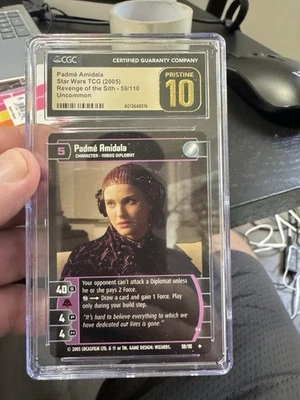 CGC
CERTIFIED GUARANTY COMPANY
Padmé Amidala
Star Wars TCG (2005)
Revenge of the Sith - 59/110
Uncommon
PRISTINE
10
5 Padmé Amidala
CHARACTER - NABOO DIPLOMAT
Your opponent can't attack a Diplomat unless
he or she pays 2 Force.
→ Draw a card and gain 1 Force. Play
only during your build step.
"It's hard to believe everything to which we
have dedicated our lives is gone."
40
4
4
© 2005 LUCASFILM LTD. & ® or TM. GAME DESIGN: WIZARDS.